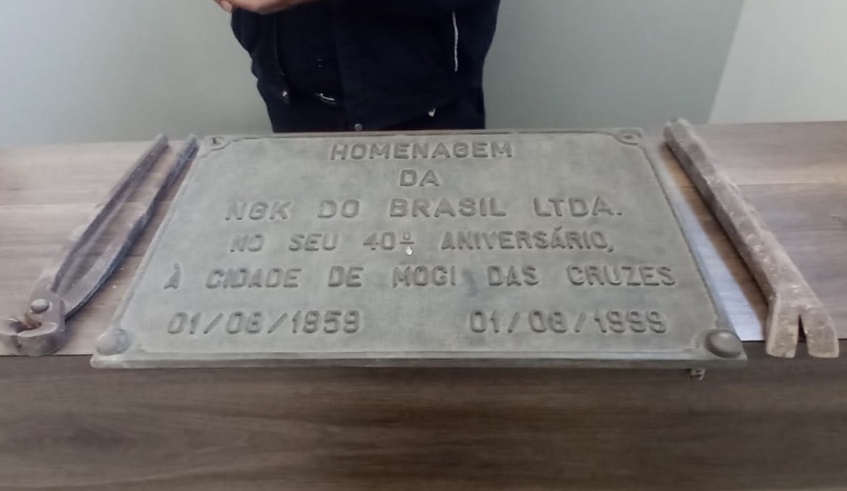 HOMENAGEM
DA
NGK DO BRASIL LTDA.
NO SEU 40º ANIVERSÁRIO,
À CIDADE DE MOGI DAS CRUZES
01/08/1959 01/08/1999